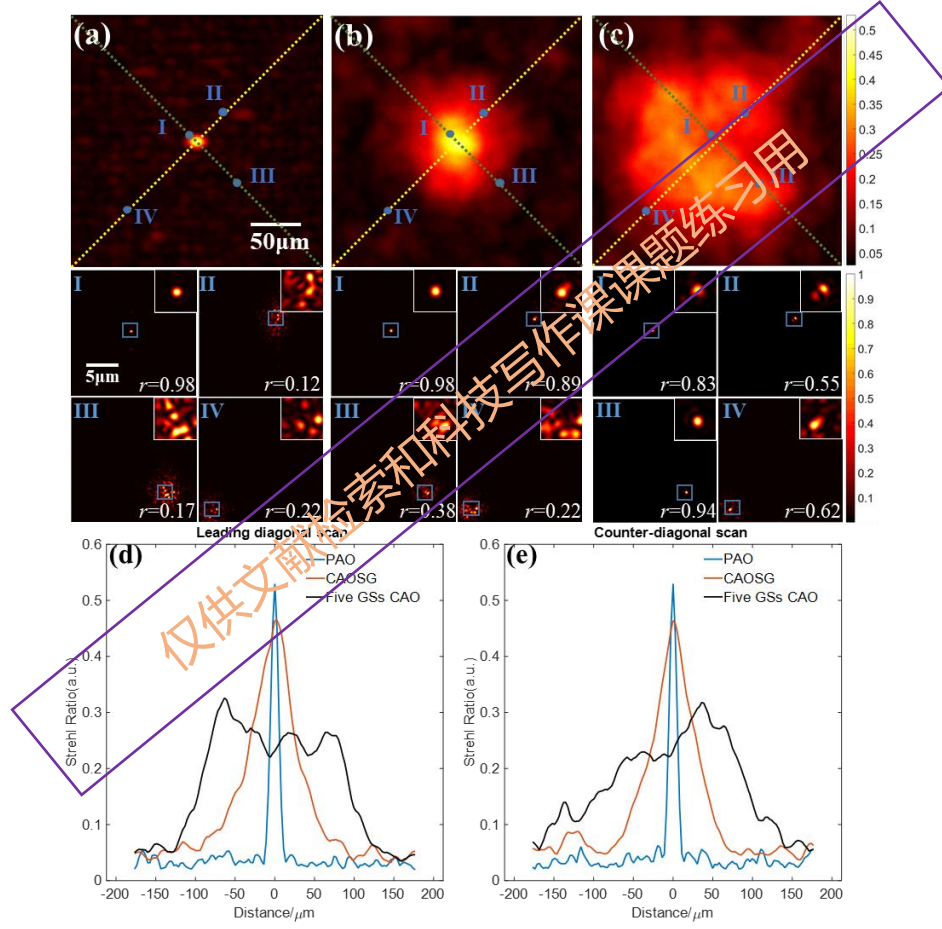 (a)
II
I
III
IV
50μm
(b)
II
I
III
IV
(c)
II
I
II
IV
0.5
0.45
0.4
0.35
0.3
0.25
0.2
0.15
0.1
0.05
I
5μm
r=0.98
II
r=0.12
I
r=0.98
II
r=0.89
I
r=0.83
II
r=0.55
III
r=0.17
IV
r=0.22
III
r=0.38
IV
r=0.22
III
r=0.94
IV
r=0.62
1
0.9
0.8
0.7
0.6
0.5
0.4
0.3
0.2
0.1
仅供文献检索和科技写作课课题练习用
Leading diagonal scan
(d)
PAO
CAOSG
Five GSs CAO
Strehl Ratio(a.u.)
0.6
0.5
0.4
0.3
0.2
0.1
0
-200 -150 -100 -50 0 50 100 150 200
Distance/μm
Counter-diagonal scan
(e)
PAO
CAOSG
Five GSs CAO
Strehl Ratio(a.u.)
0.6
0.5
0.4
0.3
0.2
0.1
0
-200 -150 -100 -50 0 50 100 150 200
Distance/μm